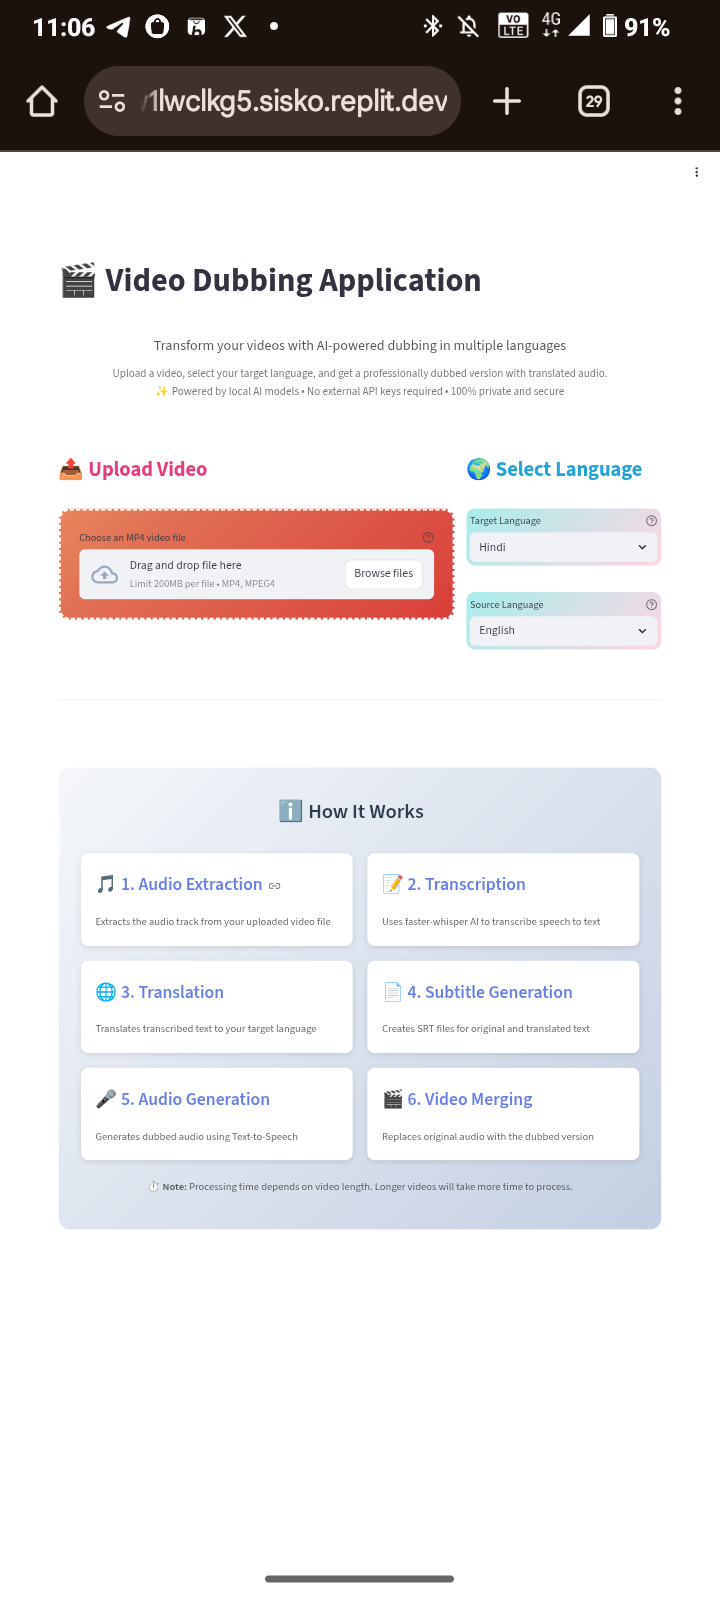 11:06
VO LTE
4G
91%
/1lwclkg5.sisko.replit.dev
29
🎬 Video Dubbing Application
Transform your videos with AI-powered dubbing in multiple languages
Upload a video, select your target language, and get a professionally dubbed version with translated audio.
✨ Powered by local AI models • No external API keys required • 100% private and secure
📤 Upload Video
Choose an MP4 video file
Drag and drop file here
Limit 200MB per file • MP4, MPEG4
Browse files
🌍 Select Language
Target Language
Hindi
Source Language
English
ℹ️ How It Works
🎵 1. Audio Extraction
Extracts the audio track from your uploaded video file
📝 2. Transcription
Uses faster-whisper AI to transcribe speech to text
🌐 3. Translation
Translates transcribed text to your target language
📄 4. Subtitle Generation
Creates SRT files for original and translated text
🎤 5. Audio Generation
Generates dubbed audio using Text-to-Speech
🎬 6. Video Merging
Replaces original audio with the dubbed version
⏱️ Note: Processing time depends on video length. Longer videos will take more time to process.